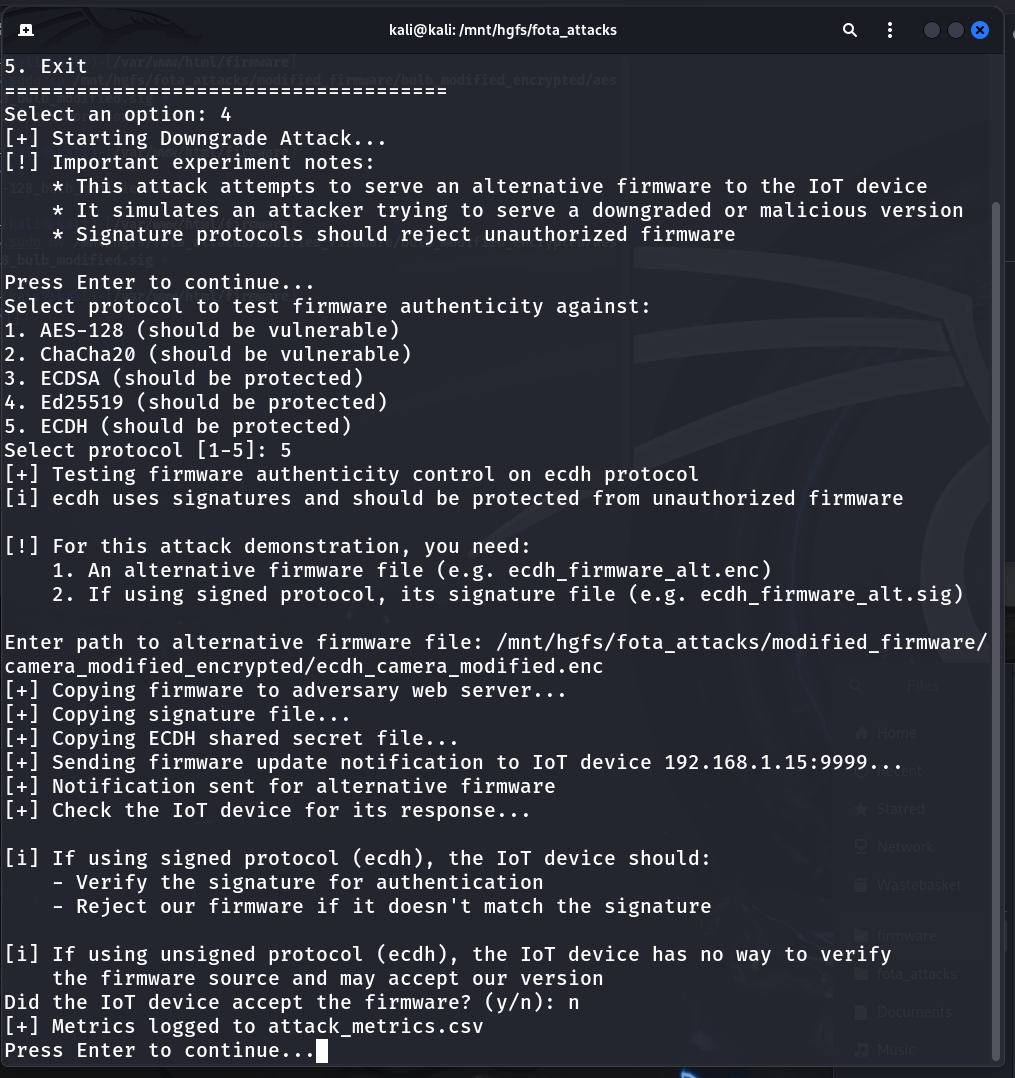 kali@kali: /mnt/hgfs/fota_attacks
5. Exit
=====================================
Select an option: 4
[+] Starting Downgrade Attack...
[!] Important experiment notes:
    * This attack attempts to serve an alternative firmware to the IoT device
    * It simulates an attacker trying to serve a downgraded or malicious version
    * Signature protocols should reject unauthorized firmware
Press Enter to continue...
Select protocol to test firmware authenticity against:
1. AES-128 (should be vulnerable)
2. ChaCha20 (should be vulnerable)
3. ECDSA (should be protected)
4. Ed25519 (should be protected)
5. ECDH (should be protected)
Select protocol [1-5]: 5
[+] Testing firmware authenticity control on ecdh protocol
[i] ecdh uses signatures and should be protected from unauthorized firmware
[!] For this attack demonstration, you need:
    1. An alternative firmware file (e.g. ecdh_firmware_alt.enc)
    2. If using signed protocol, its signature file (e.g. ecdh_firmware_alt.sig)
Enter path to alternative firmware file: /mnt/hgfs/fota_attacks/modified_firmware/
camera_modified_encrypted/ecdh_camera_modified.enc
[+] Copying firmware to adversary web server...
[+] Copying signature file...
[+] Copying ECDH shared secret file...
[+] Sending firmware update notification to IoT device 192.168.1.15:9999...
[+] Notification sent for alternative firmware
[+] Check the IoT device for its response...
[i] If using signed protocol (ecdh), the IoT device should:
    - Verify the signature for authentication
    - Reject our firmware if it doesn't match the signature
[i] If using unsigned protocol (ecdh), the IoT device has no way to verify
    the firmware source and may accept our version
Did the IoT device accept the firmware? (y/n): n
[+] Metrics logged to attack_metrics.csv
Press Enter to continue...
Files
Home
Recent
Starred
Network
Wastebasket
firmware
fota_attacks
Documents
Music